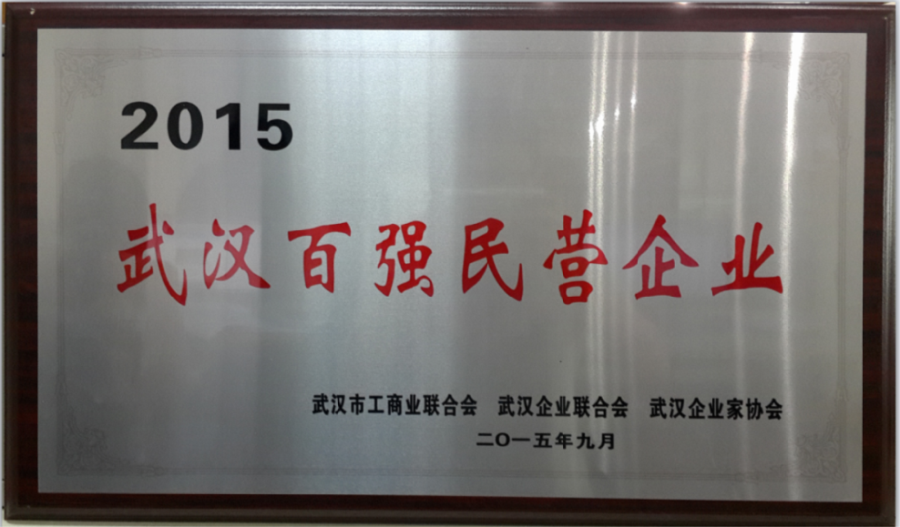 2015
武汉百强民营企业
武汉市工商业联合会 武汉企业联合会 武汉企业家协会
二〇一五年九月